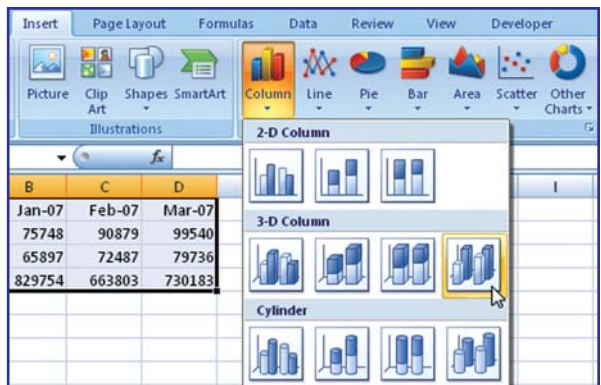 Insert Page Layout Formulas Data Review View Developer
Picture Clip Art Shapes SmartArt Column Line Pie Bar Area Scatter Other Charts
Illustrations
2-D Column
fx
B C D I
Jan-07 Feb-07 Mar-07
3-D Column
75748 90879 99540
65897 72487 79736
829754 663803 730183
Cylinder